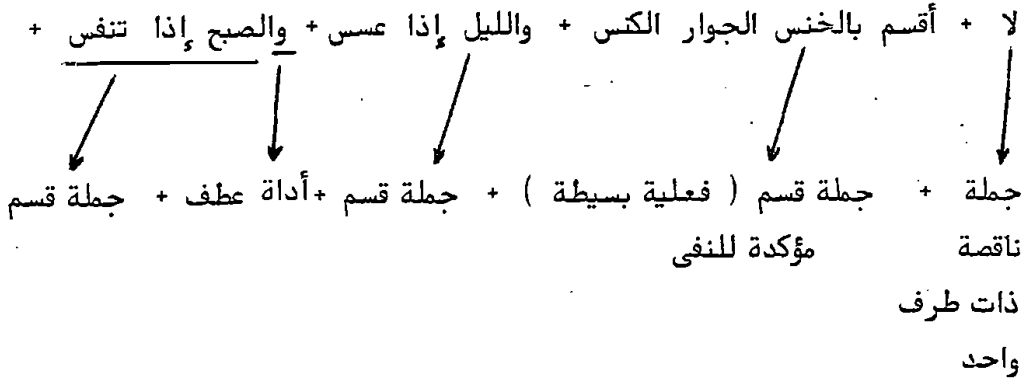 لا + أقسم بالخنس الجوار الكنس + والليل إذا عسس + والصبح إذا تنفس +
جملة + جملة قسم ( فعلية بسيطة ) + جملة قسم + أداة عطف + جملة قسم
ناقصة مؤكدة للنفى
ذات طرف
واحد